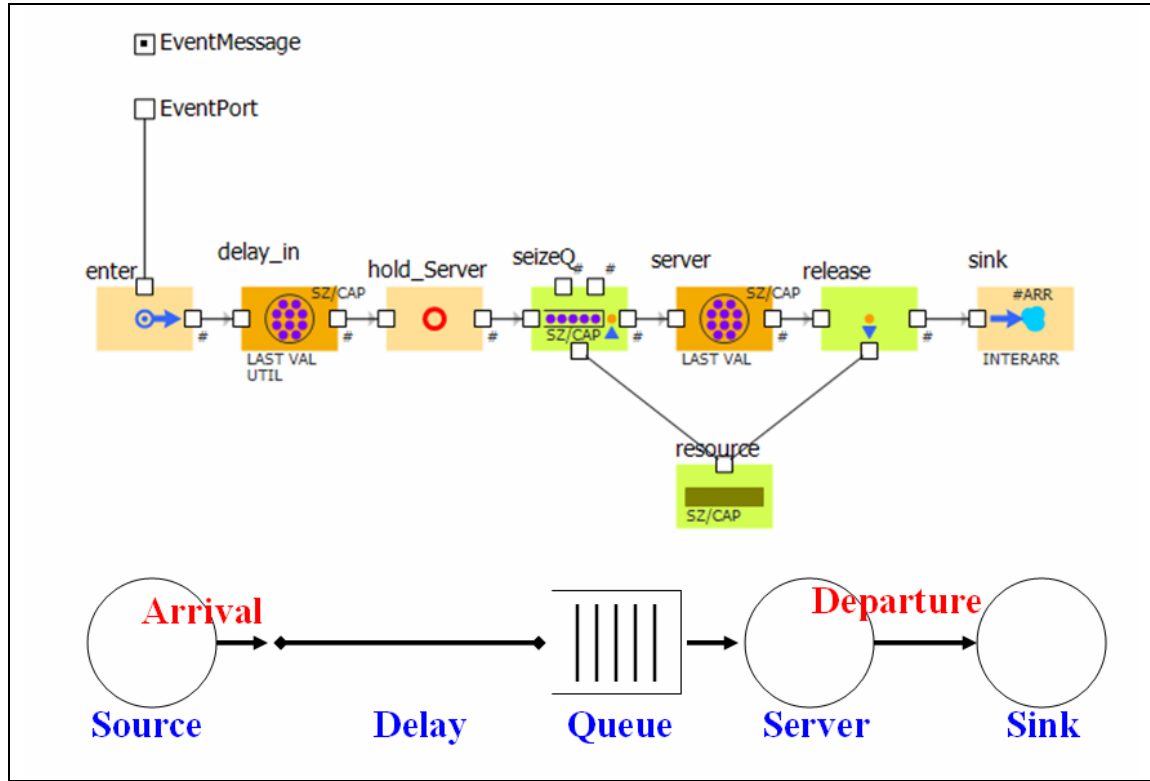 EventMessage
EventPort
enter
delay_in
hold_Server
seizeQ
server
release
sink
# #
SZ/CAP
SZ/CAP
#ARR
SZ/CAP
# # # # # #
LAST VAL
UTIL
LAST VAL
INTERARR
resource
SZ/CAP
Arrival
Departure
Source
Delay
Queue
Server
Sink